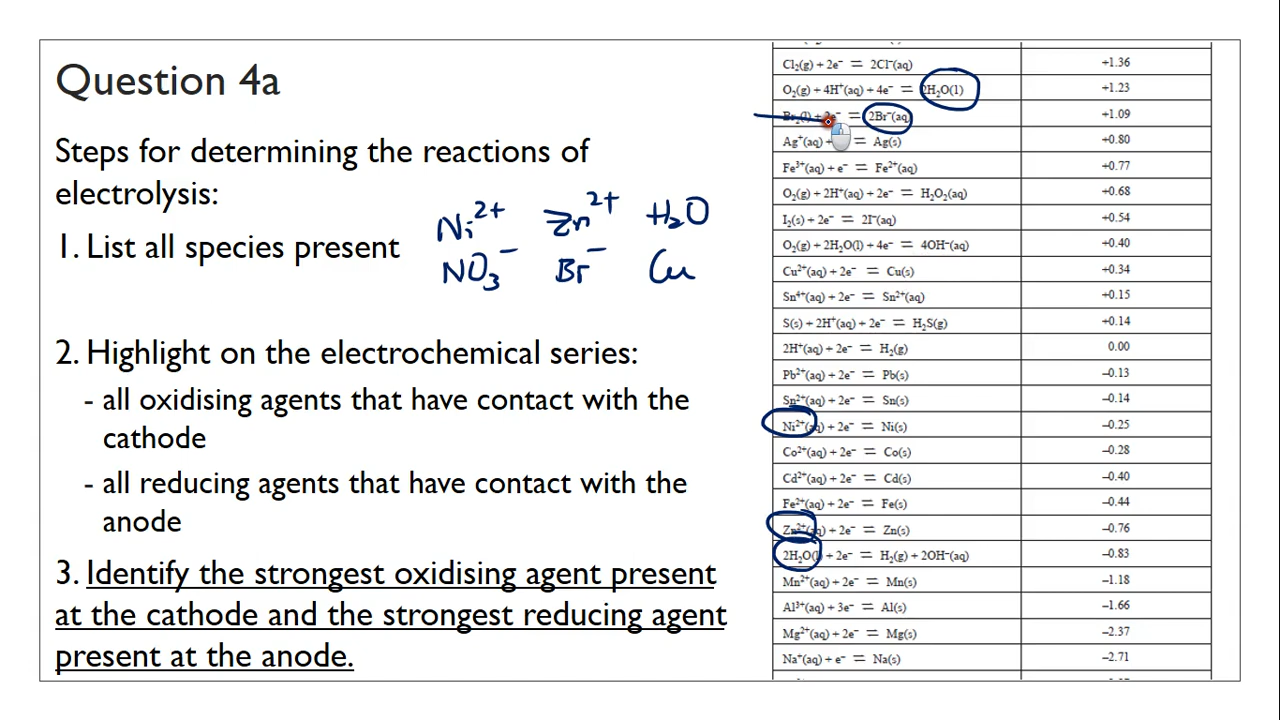 Question 4a
Steps for determining the reactions of
electrolysis:
Ni²⁺ Zn²⁺ H₂O
1. List all species present
NO₃⁻ Br⁻ Cu
2. Highlight on the electrochemical series:
- all oxidising agents that have contact with the
cathode
- all reducing agents that have contact with the
anode
3. Identify the strongest oxidising agent present
at the cathode and the strongest reducing agent
present at the anode.
Cl₂(g) + 2e⁻ = 2Cl⁻(aq) +1.36
O₂(g) + 4H⁺(aq) + 4e⁻ = 2H₂O(l) +1.23
Br₂(l) + 2e⁻ = 2Br⁻(aq) +1.09
Ag⁺(aq) + = Ag(s) +0.80
Fe³⁺(aq) + e⁻ = Fe²⁺(aq) +0.77
O₂(g) + 2H⁺(aq) + 2e⁻ = H₂O₂(aq) +0.68
I₂(s) + 2e⁻ = 2I⁻(aq) +0.54
O₂(g) + 2H₂O(l) + 4e⁻ = 4OH⁻(aq) +0.40
Cu²⁺(aq) + 2e⁻ = Cu(s) +0.34
Sn⁴⁺(aq) + 2e⁻ = Sn²⁺(aq) +0.15
S(s) + 2H⁺(aq) + 2e⁻ = H₂S(g) +0.14
2H⁺(aq) + 2e⁻ = H₂(g) 0.00
Pb²⁺(aq) + 2e⁻ = Pb(s) –0.13
Sn²⁺(aq) + 2e⁻ = Sn(s) –0.14
Ni²⁺(aq) + 2e⁻ = Ni(s) –0.25
Co²⁺(aq) + 2e⁻ = Co(s) –0.28
Cd²⁺(aq) + 2e⁻ = Cd(s) –0.40
Fe²⁺(aq) + 2e⁻ = Fe(s) –0.44
Zn²⁺(aq) + 2e⁻ = Zn(s) –0.76
2H₂O(l) + 2e⁻ = H₂(g) + 2OH⁻(aq) –0.83
Mn²⁺(aq) + 2e⁻ = Mn(s) –1.18
Al³⁺(aq) + 3e⁻ = Al(s) –1.66
Mg²⁺(aq) + 2e⁻ = Mg(s) –2.37
Na⁺(aq) + e⁻ = Na(s) –2.71